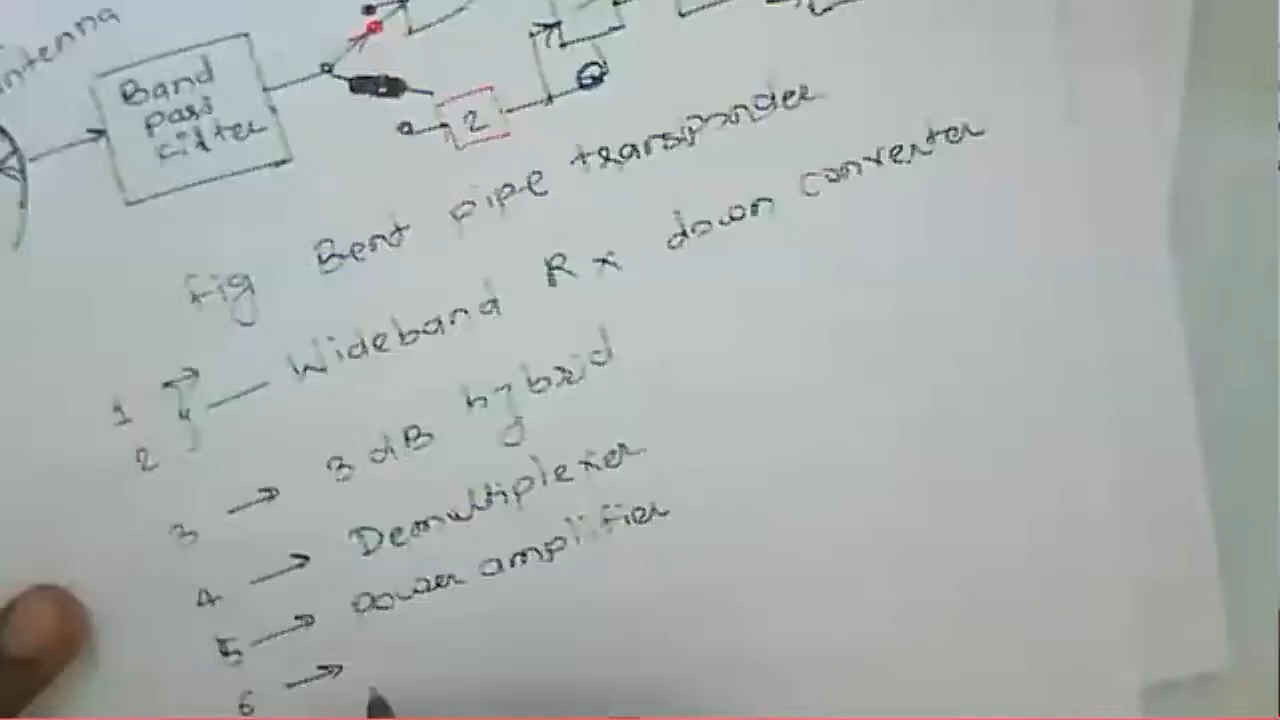 antenna
Band
pass
filter
2
Fig Bent pipe transponder
1
2 — Wideband Rx down converter
3 → 3 dB hybrid
4 → Demultiplexer
5 → Power amplifier
6 →